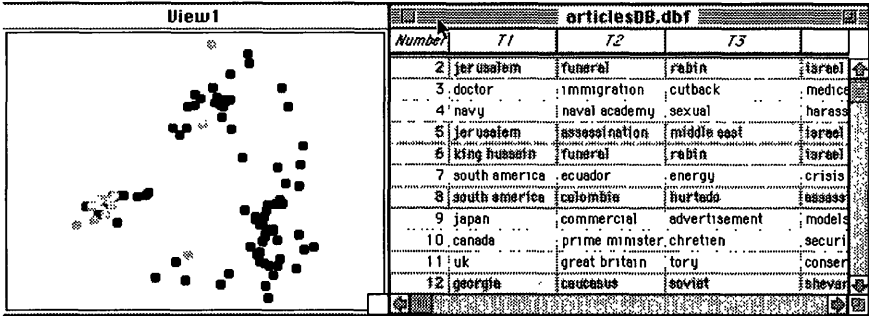 View1
articlesDB.dbf
Number T1 T2 T3
2 jerusalem funeral rabin israel
3 doctor immigration cutback medica
4 navy naval academy sexual harass
5 jerusalem assassination middle east israel
6 king hussein funeral rabin israel
7 south america ecuador energy crisis
8 south america colombia hurtado assass
9 japan commercial advertisement models
10 canada prime minister chretien securi
11 uk great britain tory conser
12 georgia caucasus soviet shevar